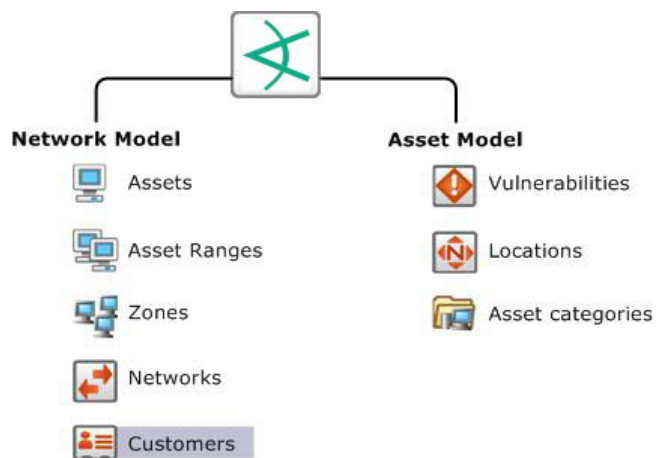 Network Model
Assets
Asset Ranges
Zones
Networks
Customers
Asset Model
Vulnerabilities
N
Locations
Asset categories